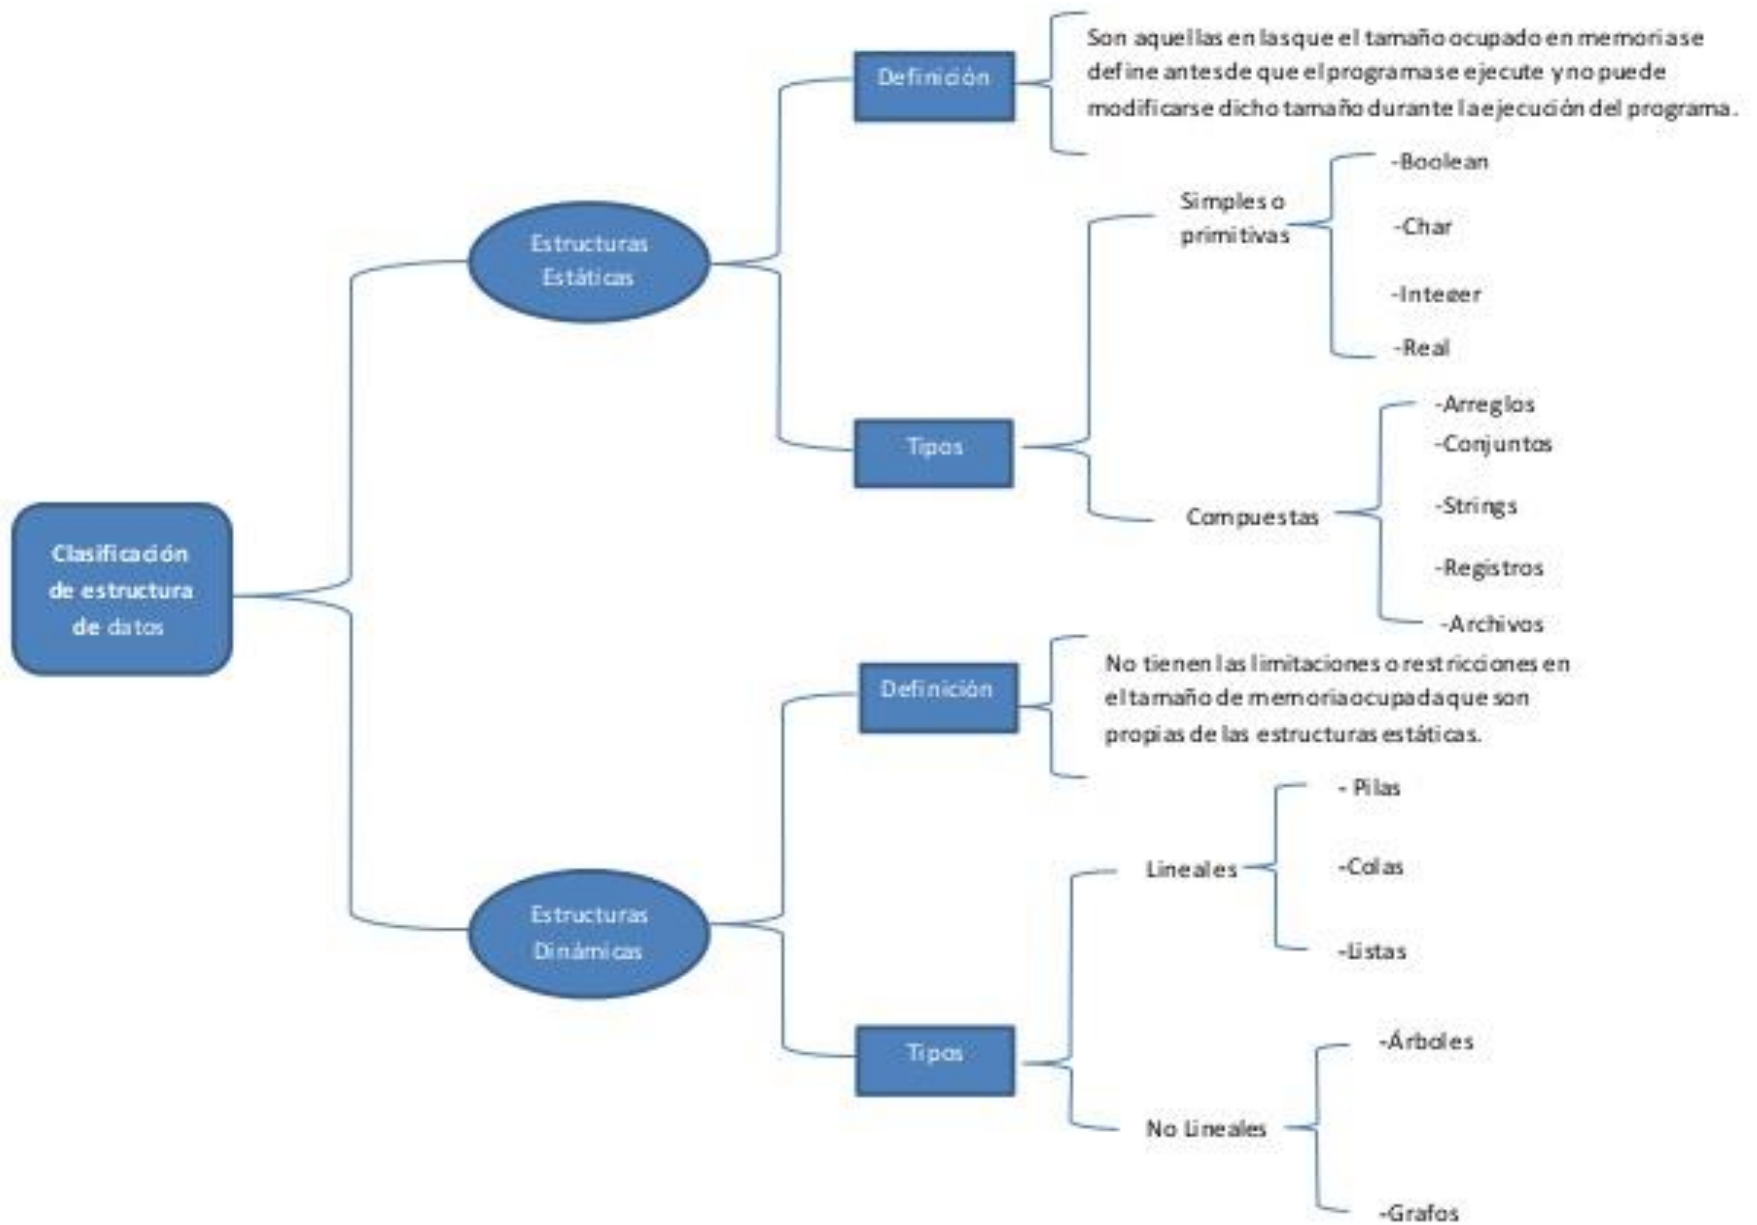 Clasificación
de estructura
de datos
Estructuras
Estáticas
Definición
Son aquellas en las que el tamaño ocupado en memoria se
define antes de que el programa se ejecute y no puede
modificarse dicho tamaño durante la ejecución del programa.
Tipos
Simples o
primitivas
-Boolean
-Char
-Integer
-Real
Compuestas
-Arreglos
-Conjuntos
-Strings
-Registros
-Archivos
Estructuras
Dinámicas
Definición
No tienen las limitaciones o restricciones en
el tamaño de memoria ocupada que son
propias de las estructuras estáticas.
Tipos
Lineales
- Pilas
-Colas
-Listas
No Lineales
-Árboles
-Grafos